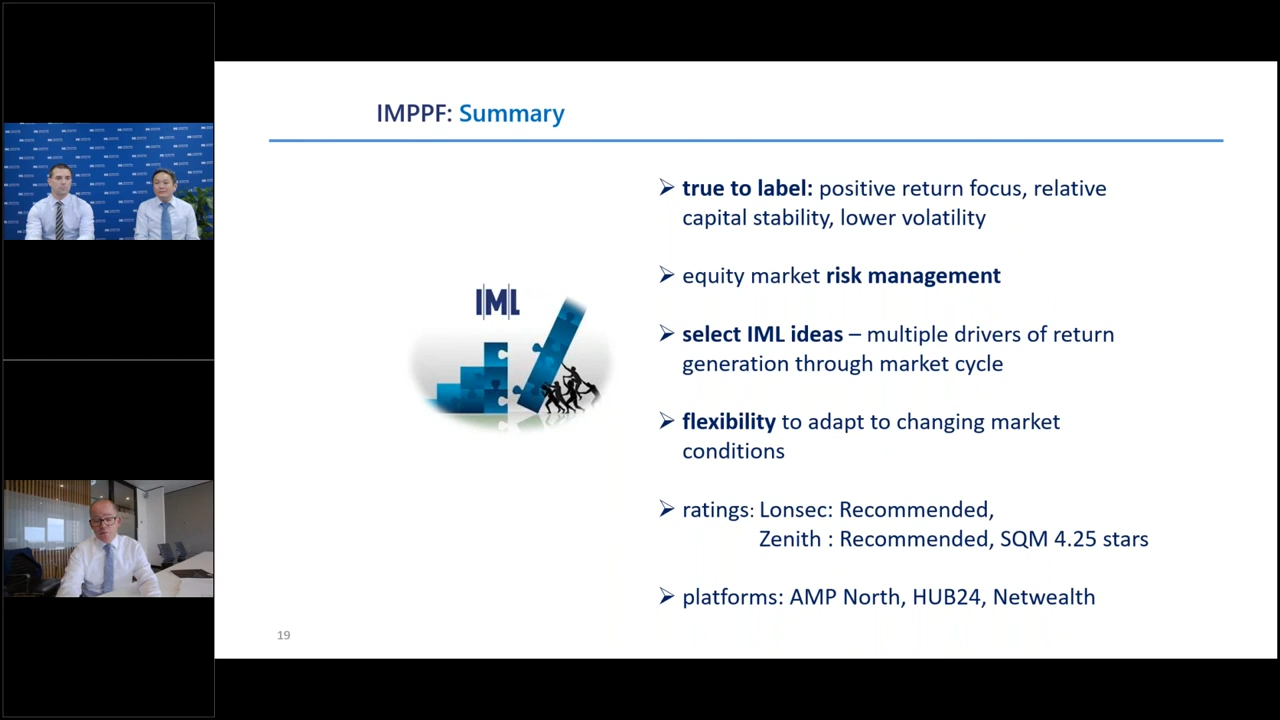 IMPPF: Summary
➢ true to label: positive return focus, relative
capital stability, lower volatility
➢ equity market risk management
IML
➢ select IML ideas – multiple drivers of return
generation through market cycle
➢ flexibility to adapt to changing market
conditions
➢ ratings: Lonsec: Recommended,
Zenith : Recommended, SQM 4.25 stars
➢ platforms: AMP North, HUB24, Netwealth
19